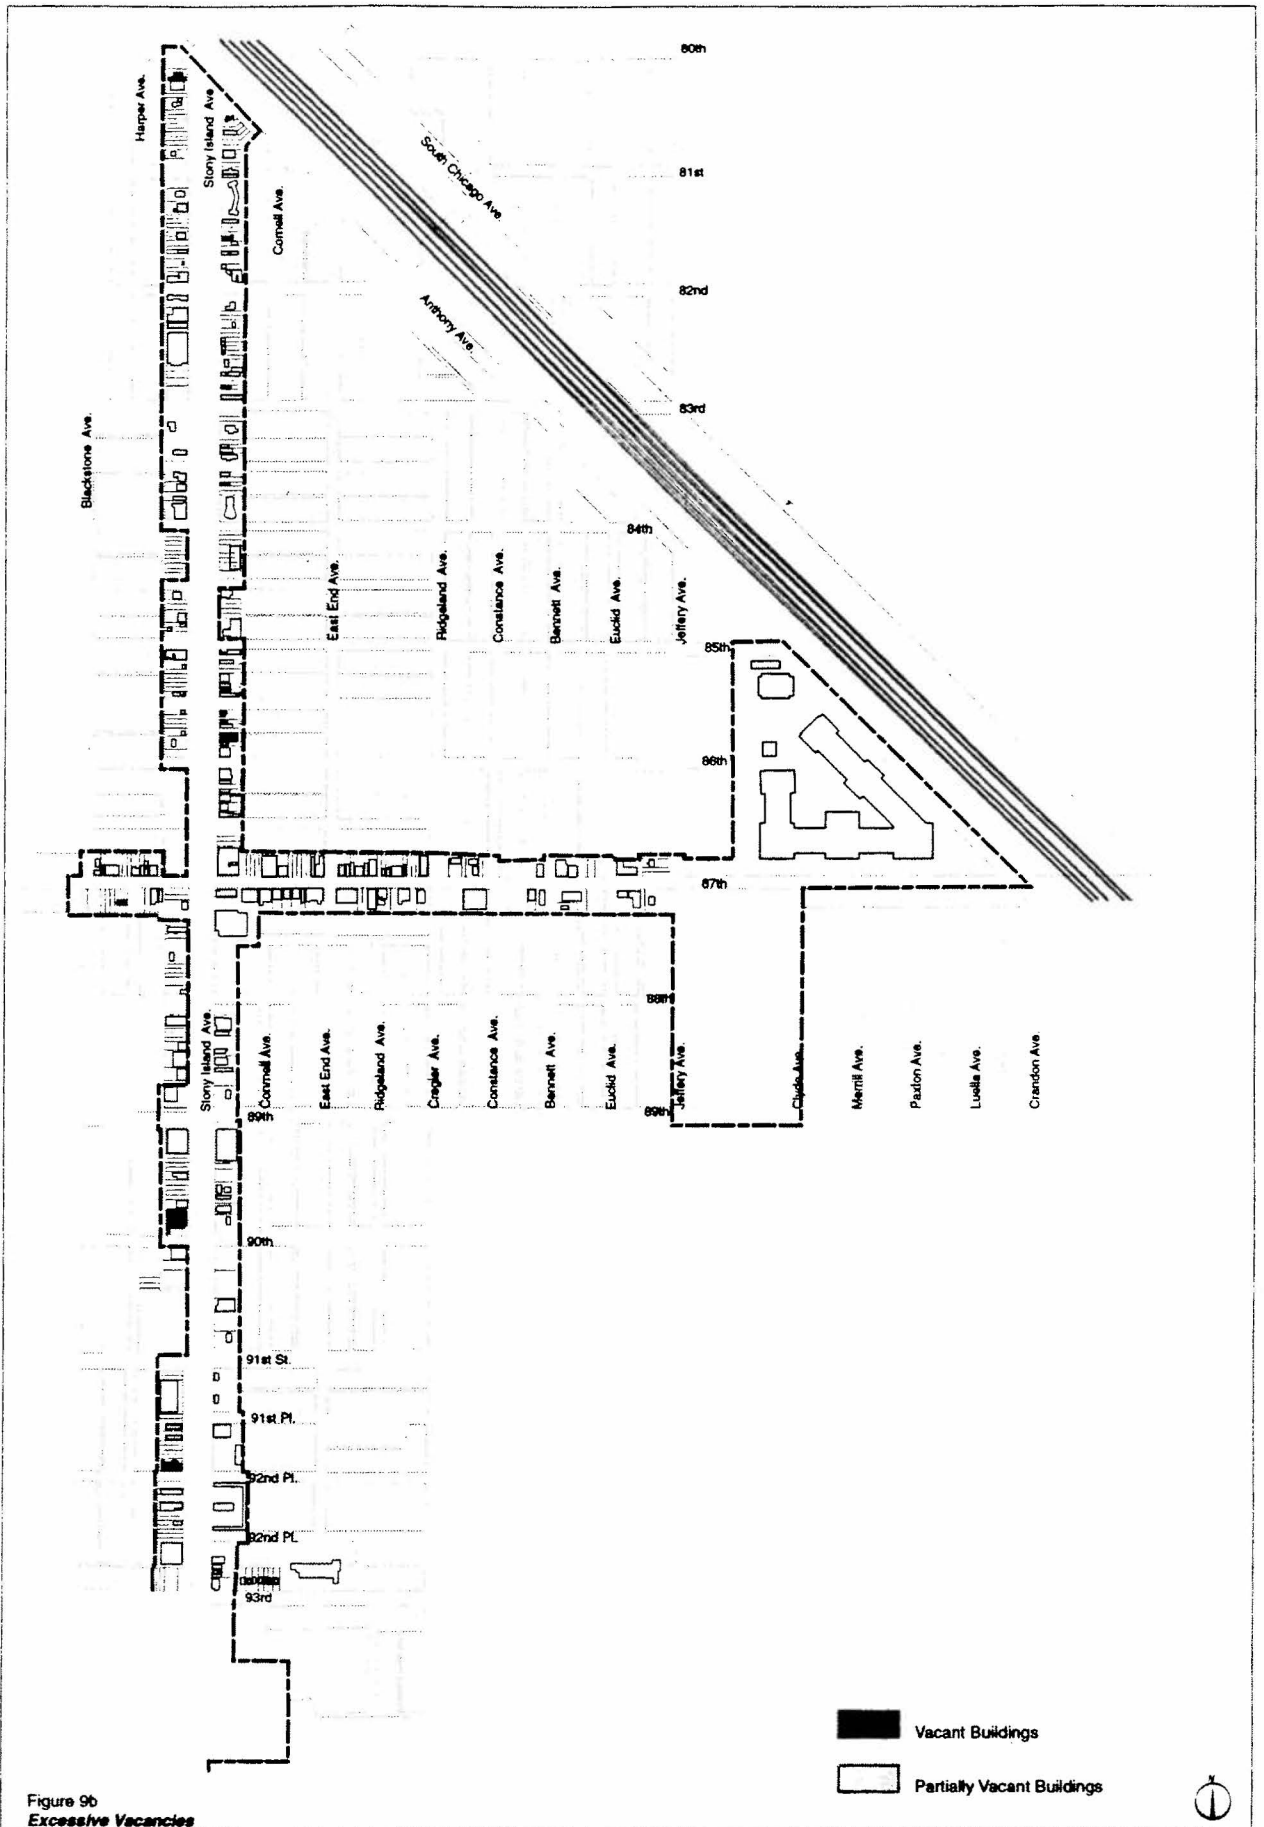 80th
Harper Ave.
Stony Island Ave
South Chicago Ave.
81st
Cornell Ave.
82nd
Anthony Ave.
83rd
Blackstone Ave.
84th
East End Ave.
Ridgeland Ave.
Constance Ave.
Bennett Ave.
Euclid Ave.
Jeffery Ave.
85th
86th
87th
88th
Stony Island Ave.
Cornell Ave.
East End Ave.
Ridgeland Ave.
Cregier Ave.
Constance Ave.
Bennett Ave.
Euclid Ave.
Jeffery Ave.
Clyde Ave.
Merrill Ave.
Paxton Ave.
Luella Ave.
Crandon Ave.
89th
89th
90th
91st St.
91st Pl.
92nd Pl.
92nd Pl.
93rd
Vacant Buildings
Partially Vacant Buildings
N
Figure 9b
Excessive Vacancies